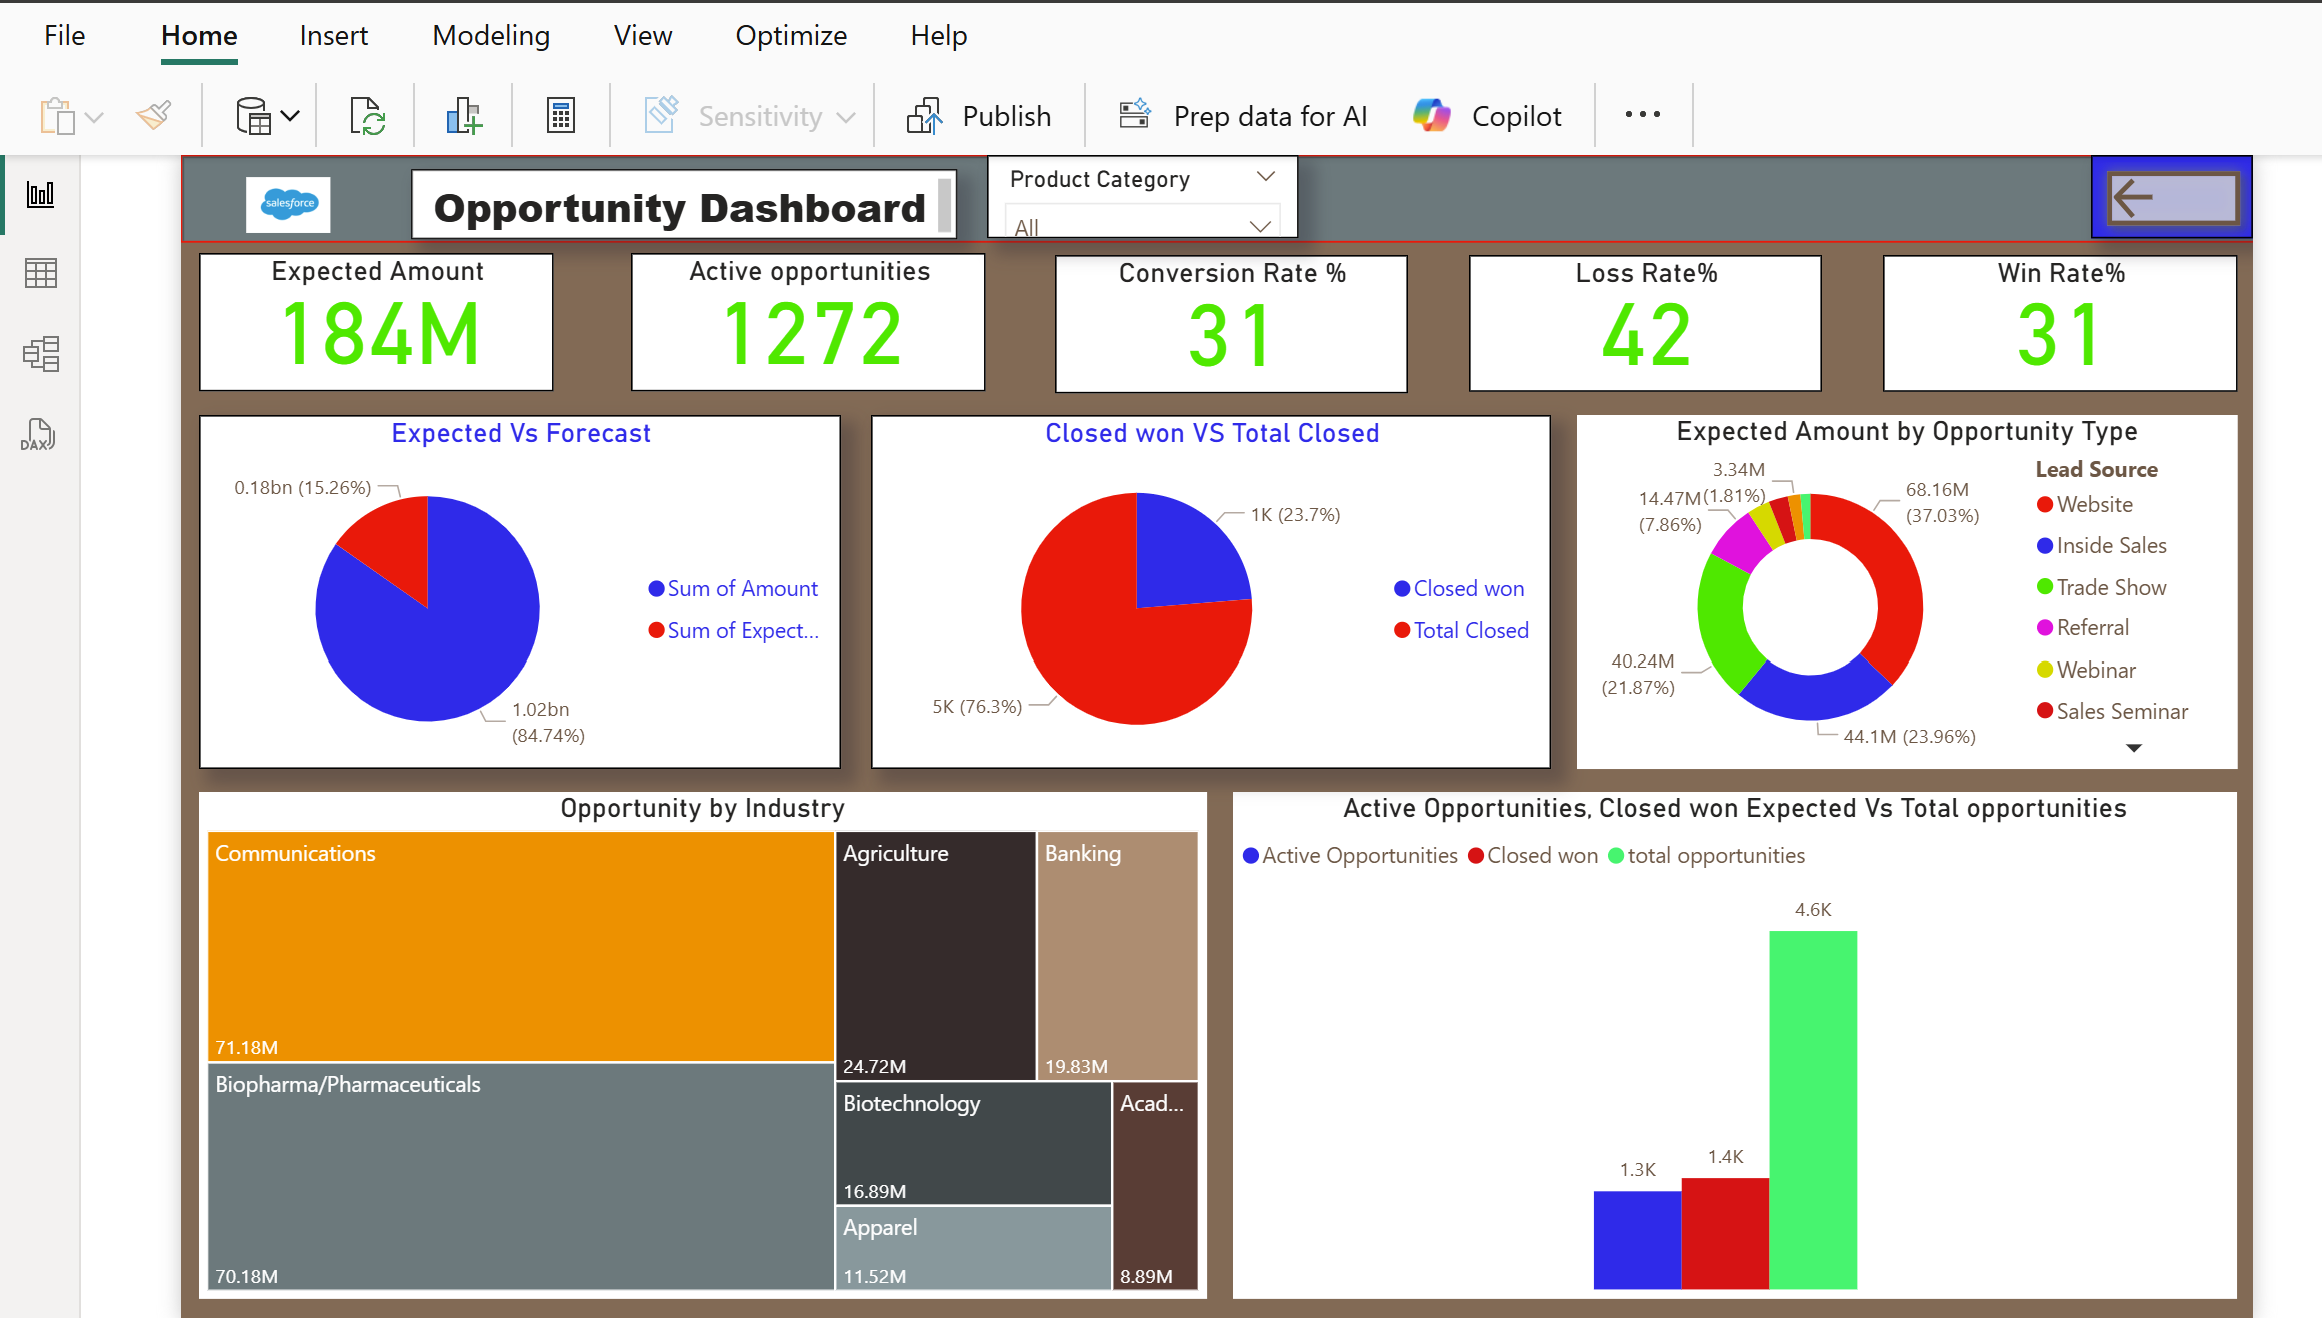 File Home Insert Modeling View Optimize Help
Sensitivity Publish Prep data for AI Copilot ...
salesforce
Opportunity Dashboard
Product Category
All
Expected Amount
184M
Active opportunities
1272
Conversion Rate %
31
Loss Rate%
42
Win Rate%
31
DAX
Expected Vs Forecast
0.18bn (15.26%)
Sum of Amount
Sum of Expect...
1.02bn
(84.74%)
Closed won VS Total Closed
1K (23.7%)
Closed won
Total Closed
5K (76.3%)
Expected Amount by Opportunity Type
3.34M
(1.81%)
14.47M
(7.86%)
68.16M
(37.03%)
40.24M
(21.87%)
44.1M (23.96%)
Lead Source
Website
Inside Sales
Trade Show
Referral
Webinar
Sales Seminar
Opportunity by Industry
Communications
71.18M
Biopharma/Pharmaceuticals
70.18M
Agriculture
24.72M
Banking
19.83M
Biotechnology
16.89M
Apparel
11.52M
Acad...
8.89M
Active Opportunities, Closed won Expected Vs Total opportunities
Active Opportunities Closed won total opportunities
4.6K
1.3K
1.4K